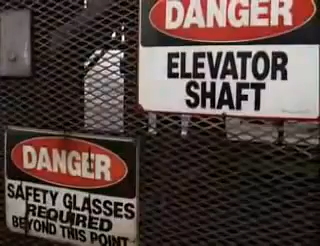 DANGER
ELEVATOR
SHAFT
DANGER
SAFETY GLASSES
REQUIRED
BEYOND THIS POINT